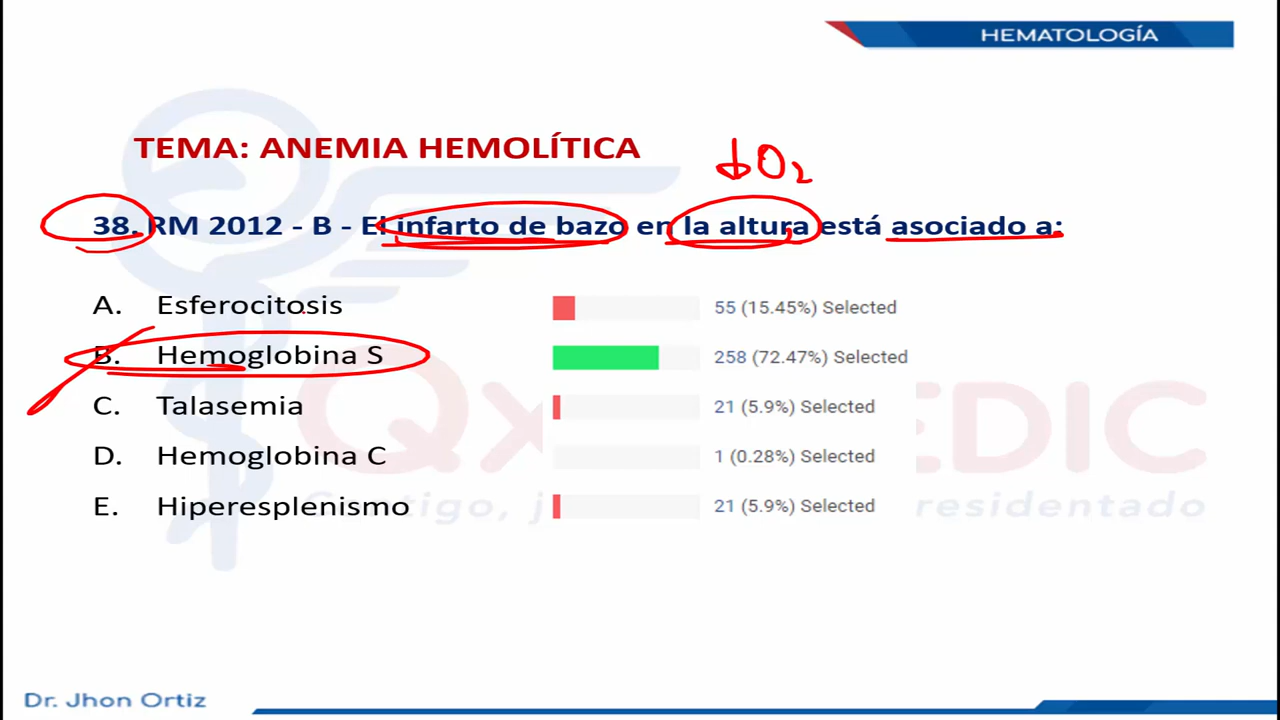 HEMATOLOGÍA
TEMA: ANEMIA HEMOLÍTICA
↓O2
38. RM 2012 - B - El infarto de bazo en la altura está asociado a:
A. Esferocitosis 55 (15.45%) Selected
B. Hemoglobina S 258 (72.47%) Selected
C. Talasemia 21 (5.9%) Selected
D. Hemoglobina C 1 (0.28%) Selected
E. Hiperesplenismo 21 (5.9%) Selected
Dr. Jhon Ortiz